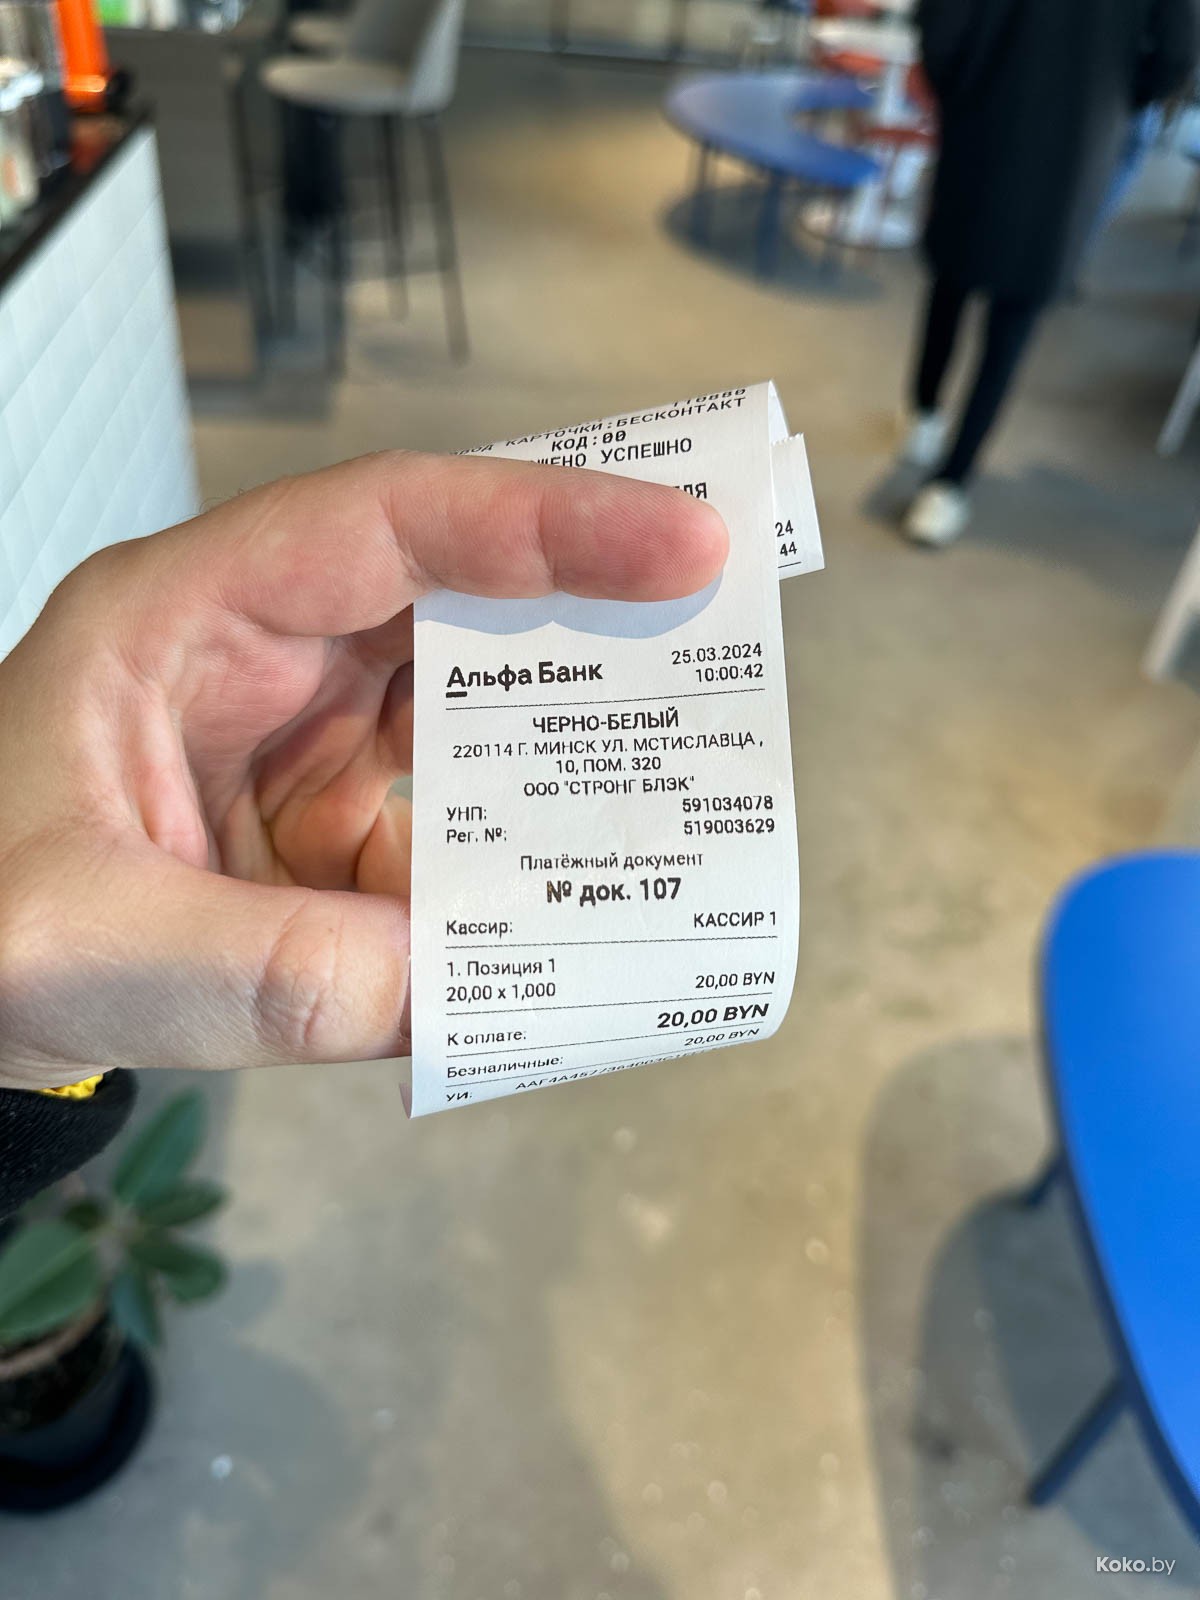 КАРТОЧКИ:БЕСКОНТАКТ
КОД:00
УСПЕШНО
24
44
Альфа Банк
25.03.2024
10:00:42
ЧЕРНО-БЕЛЫЙ
220114 Г. МИНСК УЛ. МСТИСЛАВЦА ,
10, ПОМ. 320
ООО "СТРОНГ БЛЭК"
УНП: 591034078
Рег. №: 519003629
Платёжный документ
№ док. 107
Кассир: КАССИР 1
1. Позиция 1
20,00 x 1,000 20,00 BYN
К оплате: 20,00 BYN
Безналичные: 20,00 BYN
УИ:
Koko.by